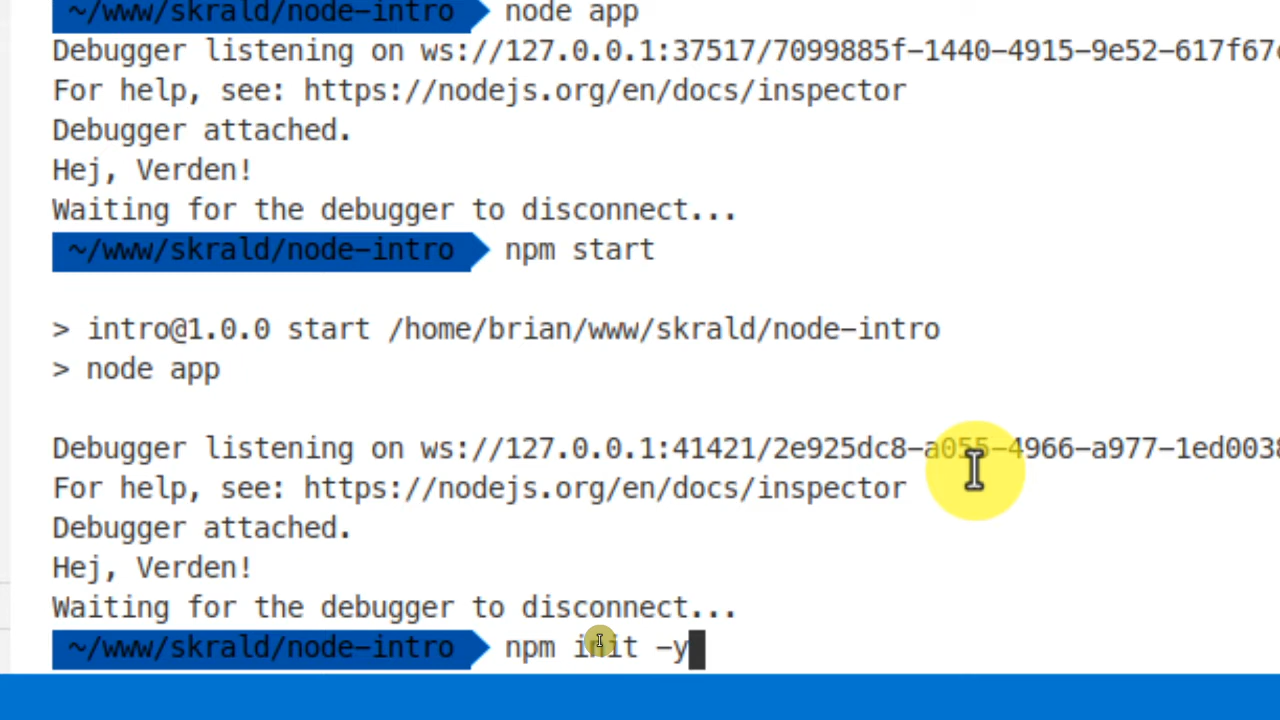 ~/www/skrald/node-intro node app
Debugger listening on ws://127.0.0.1:37517/7099885f-1440-4915-9e52-617f67
For help, see: https://nodejs.org/en/docs/inspector
Debugger attached.
Hej, Verden!
Waiting for the debugger to disconnect...
~/www/skrald/node-intro npm start
> intro@1.0.0 start /home/brian/www/skrald/node-intro
> node app
Debugger listening on ws://127.0.0.1:41421/2e925dc8-a055-4966-a977-1ed0038
For help, see: https://nodejs.org/en/docs/inspector
Debugger attached.
Hej, Verden!
Waiting for the debugger to disconnect...
~/www/skrald/node-intro npm init -y